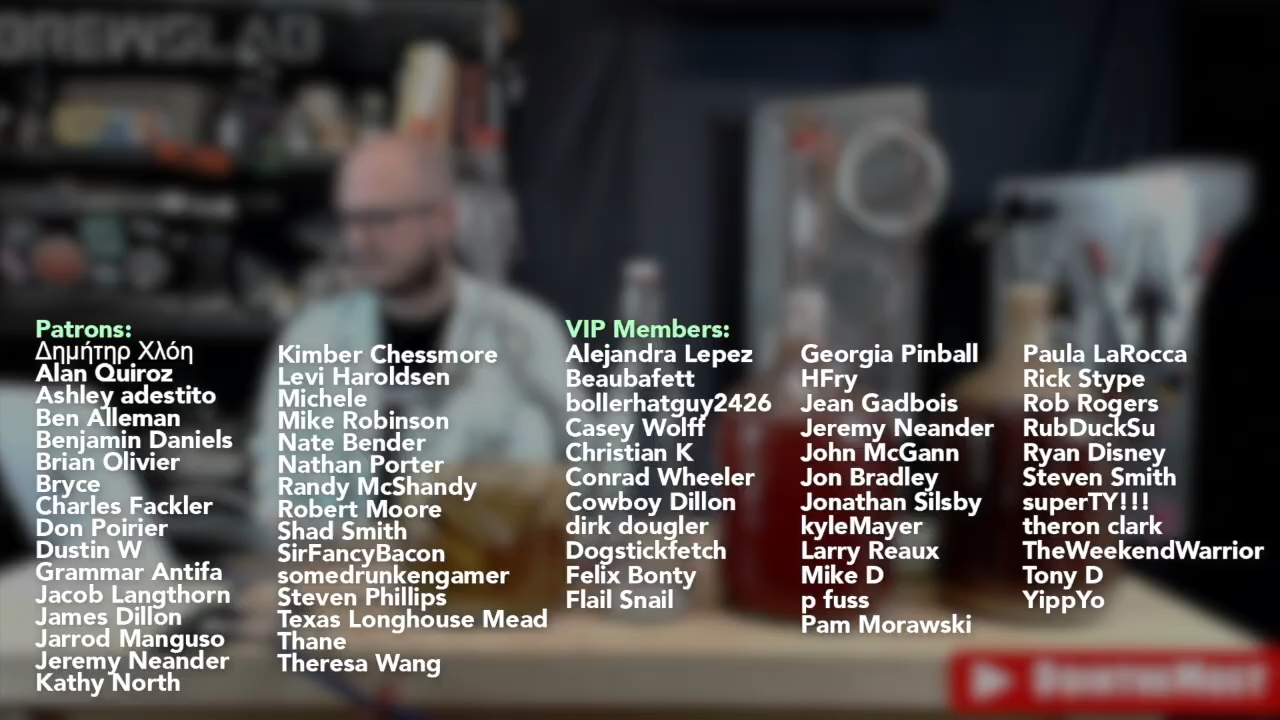 Patrons:
Δημήτηρ Χλόη
Alan Quiroz
Ashley adestito
Ben Alleman
Benjamin Daniels
Brian Olivier
Bryce
Charles Fackler
Don Poirier
Dustin W
Grammar Antifa
Jacob Langthorn
James Dillon
Jarrod Manguso
Jeremy Neander
Kathy North
Kimber Chessmore
Levi Haroldsen
Michele
Mike Robinson
Nate Bender
Nathan Porter
Randy McShandy
Robert Moore
Shad Smith
SirFancyBacon
somedrunkengamer
Steven Phillips
Texas Longhouse Mead
Thane
Theresa Wang
VIP Members:
Alejandra Lepez
Beaubafett
bollerhatguy2426
Casey Wolff
Christian K
Conrad Wheeler
Cowboy Dillon
dirk dougler
Dogstickfetch
Felix Bonty
Flail Snail
Georgia Pinball
HFry
Jean Gadbois
Jeremy Neander
John McGann
Jon Bradley
Jonathan Silsby
kyleMayer
Larry Reaux
Mike D
p fuss
Pam Morawski
Paula LaRocca
Rick Stype
Rob Rogers
RubDuckSu
Ryan Disney
Steven Smith
superTY!!!
theron clark
TheWeekendWarrior
Tony D
YippYo